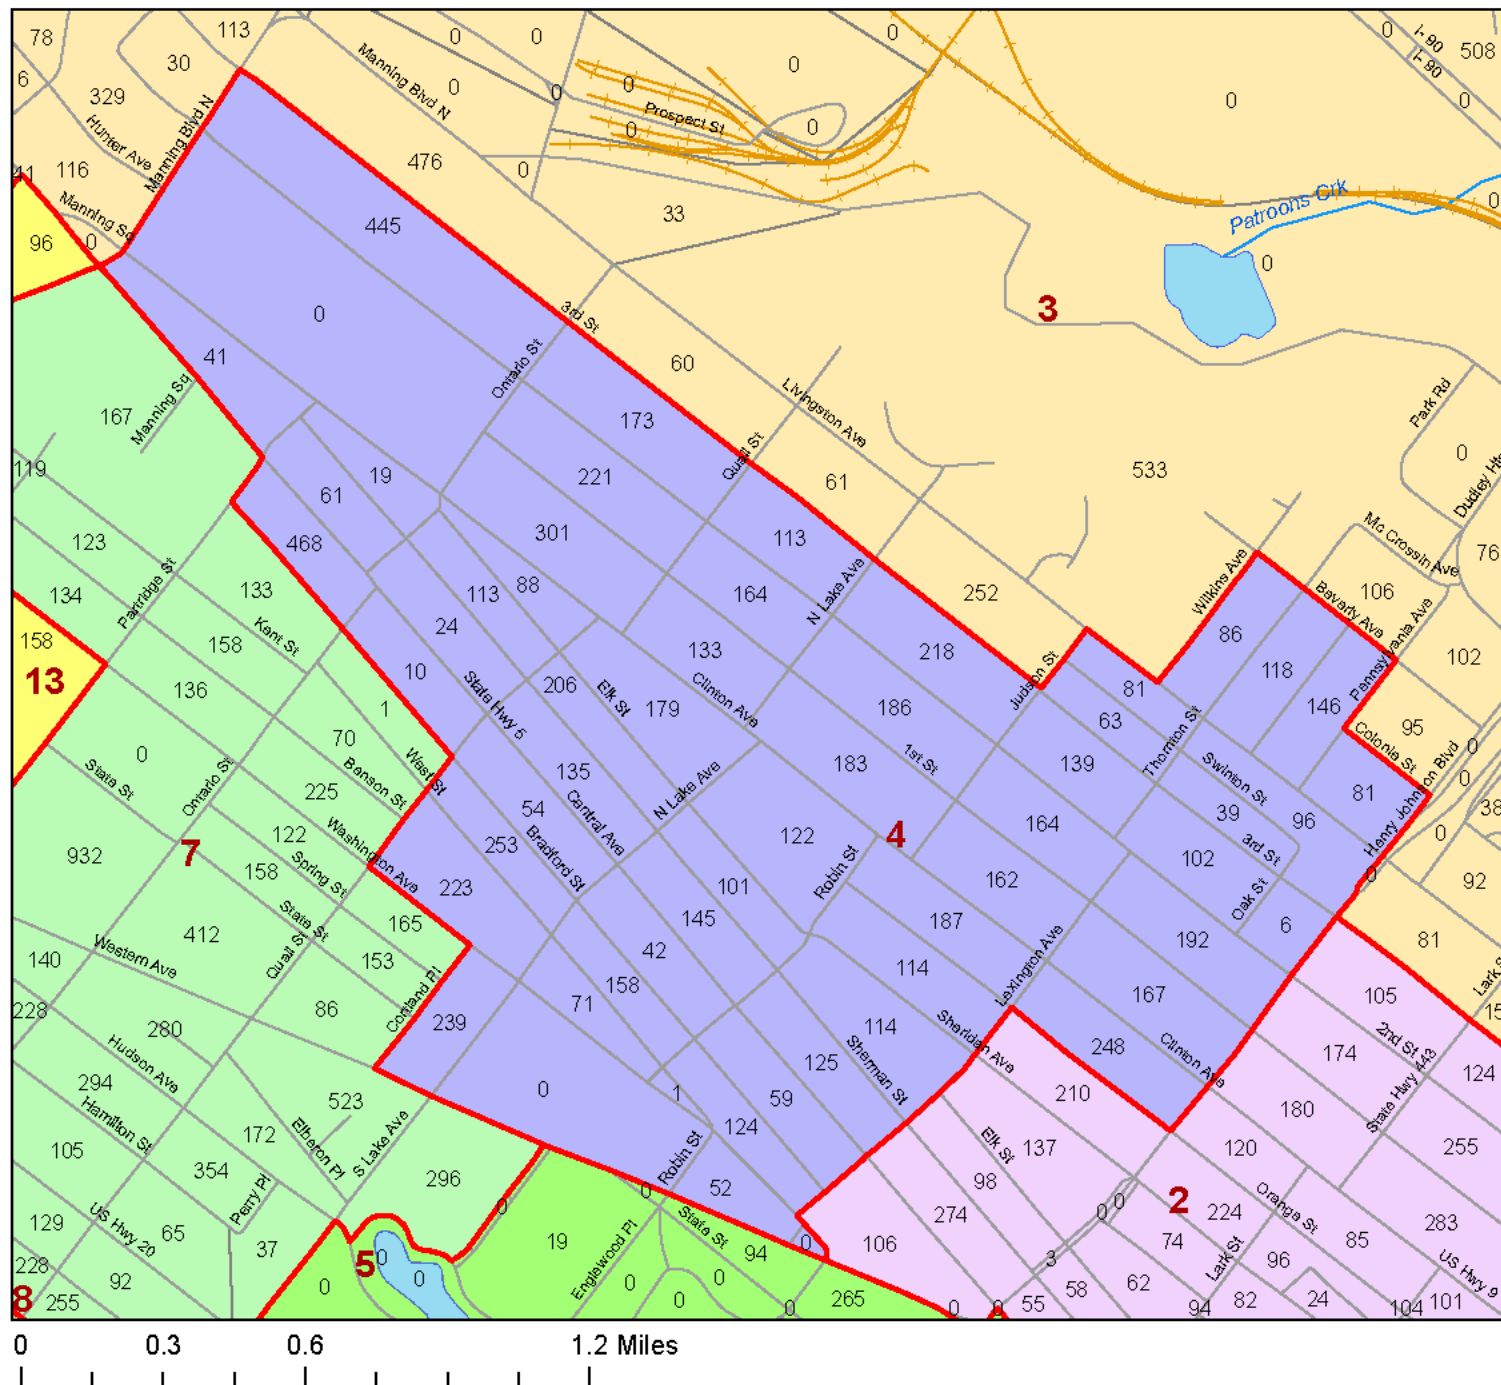 78
113
0
0
0
I- 90
508
30
Manning Blvd N
0
0
I- 90
6
329
0
0
0
0
0
Prospect St
0
0
Hunter Ave
Manning Blvd N
476
0
41
116
33
Patroons Crk
0
Manning Sq
445
96
0
0
3
0
3rd St
41
Ontario St
60
Livingston Ave
Park Rd
167
Manning Sq
173
Quail St
0
119
19
221
61
533
Dudley Hts
61
468
301
113
Mc Crossin Ave
123
76
Partridge St
133
88
164
N Lake Ave
252
Wilkins Ave
Beverly Ave
106
134
113
Kent St
24
158
158
133
218
86
Pennsylvania Ave
102
13
10
206
Elk St
Clinton Ave
Judson St
118
136
State Hwy 5
179
186
81
146
1
63
95
0
70
Benson St
West St
1st St
Thornton St
Swinton St
Colonie St
0
State St
Ontario St
135
183
139
Henry Johnson Blvd
0
225
N Lake Ave
81
54
Central Ave
38
122
Washington Ave
122
4
164
39
96
0
932
7
253
Bradford St
3rd St
158
Spring St
Robin St
102
0
223
101
162
Oak St
92
State St
165
145
187
6
412
Quail St
42
Lexington Ave
192
81
Western Ave
140
153
114
Lark S
Cortland Pl
158
167
105
228
86
71
15
280
239
Sheridan Ave
2nd St
Hudson Ave
114
248
Clinton Ave
174
State Hwy 443
294
0
1
125
Sherman St
124
Hamilton St
523
59
210
180
172
Elberon Pl
S Lake Ave
124
105
Elk St
137
120
255
354
Robin St
296
52
98
Perry Pl
0
0
2
Orange St
129
US Hwy 20
65
State St
0
0
224
283
274
37
19
Englewood Pl
94
0
106
74
Lark St
85
228
5
0
3
96
US Hwy 9
92
0
0
0
0
58
62
8
255
0
0
265
0
0
55
94
82
24
104
101
0
0.3
0.6
1.2 Miles